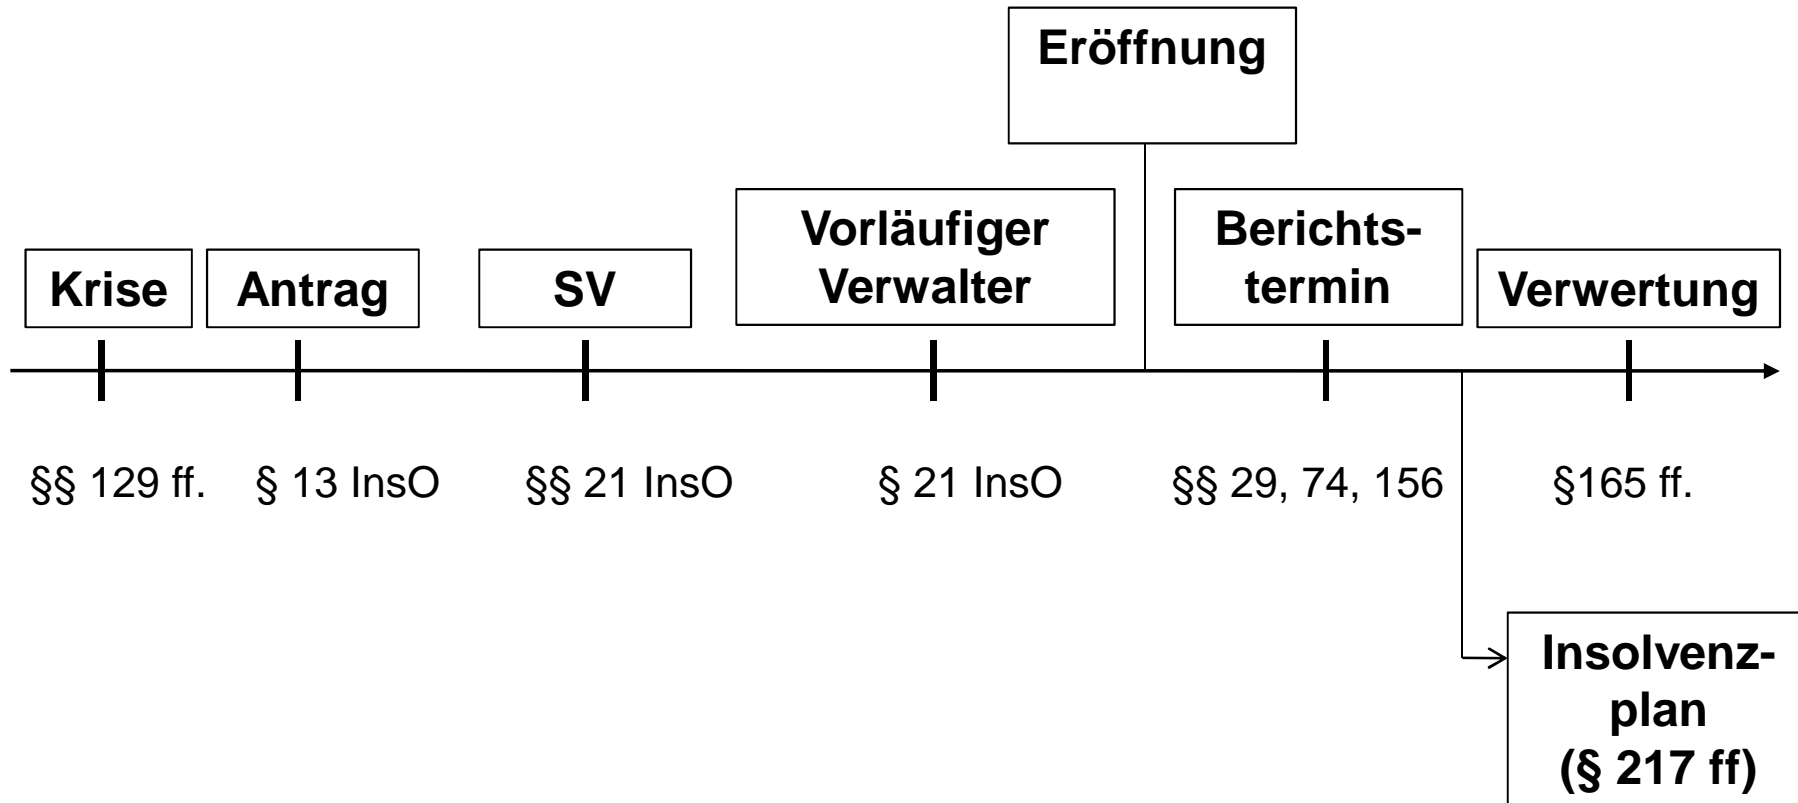 Eröffnung
Vorläufiger
Verwalter
Berichts-
termin
Krise
Antrag
SV
Verwertung
§§ 129 ff.
§ 13 InsO
§§ 21 InsO
§ 21 InsO
§§ 29, 74, 156
§165 ff.
Insolvenz-
plan
(§ 217 ff)